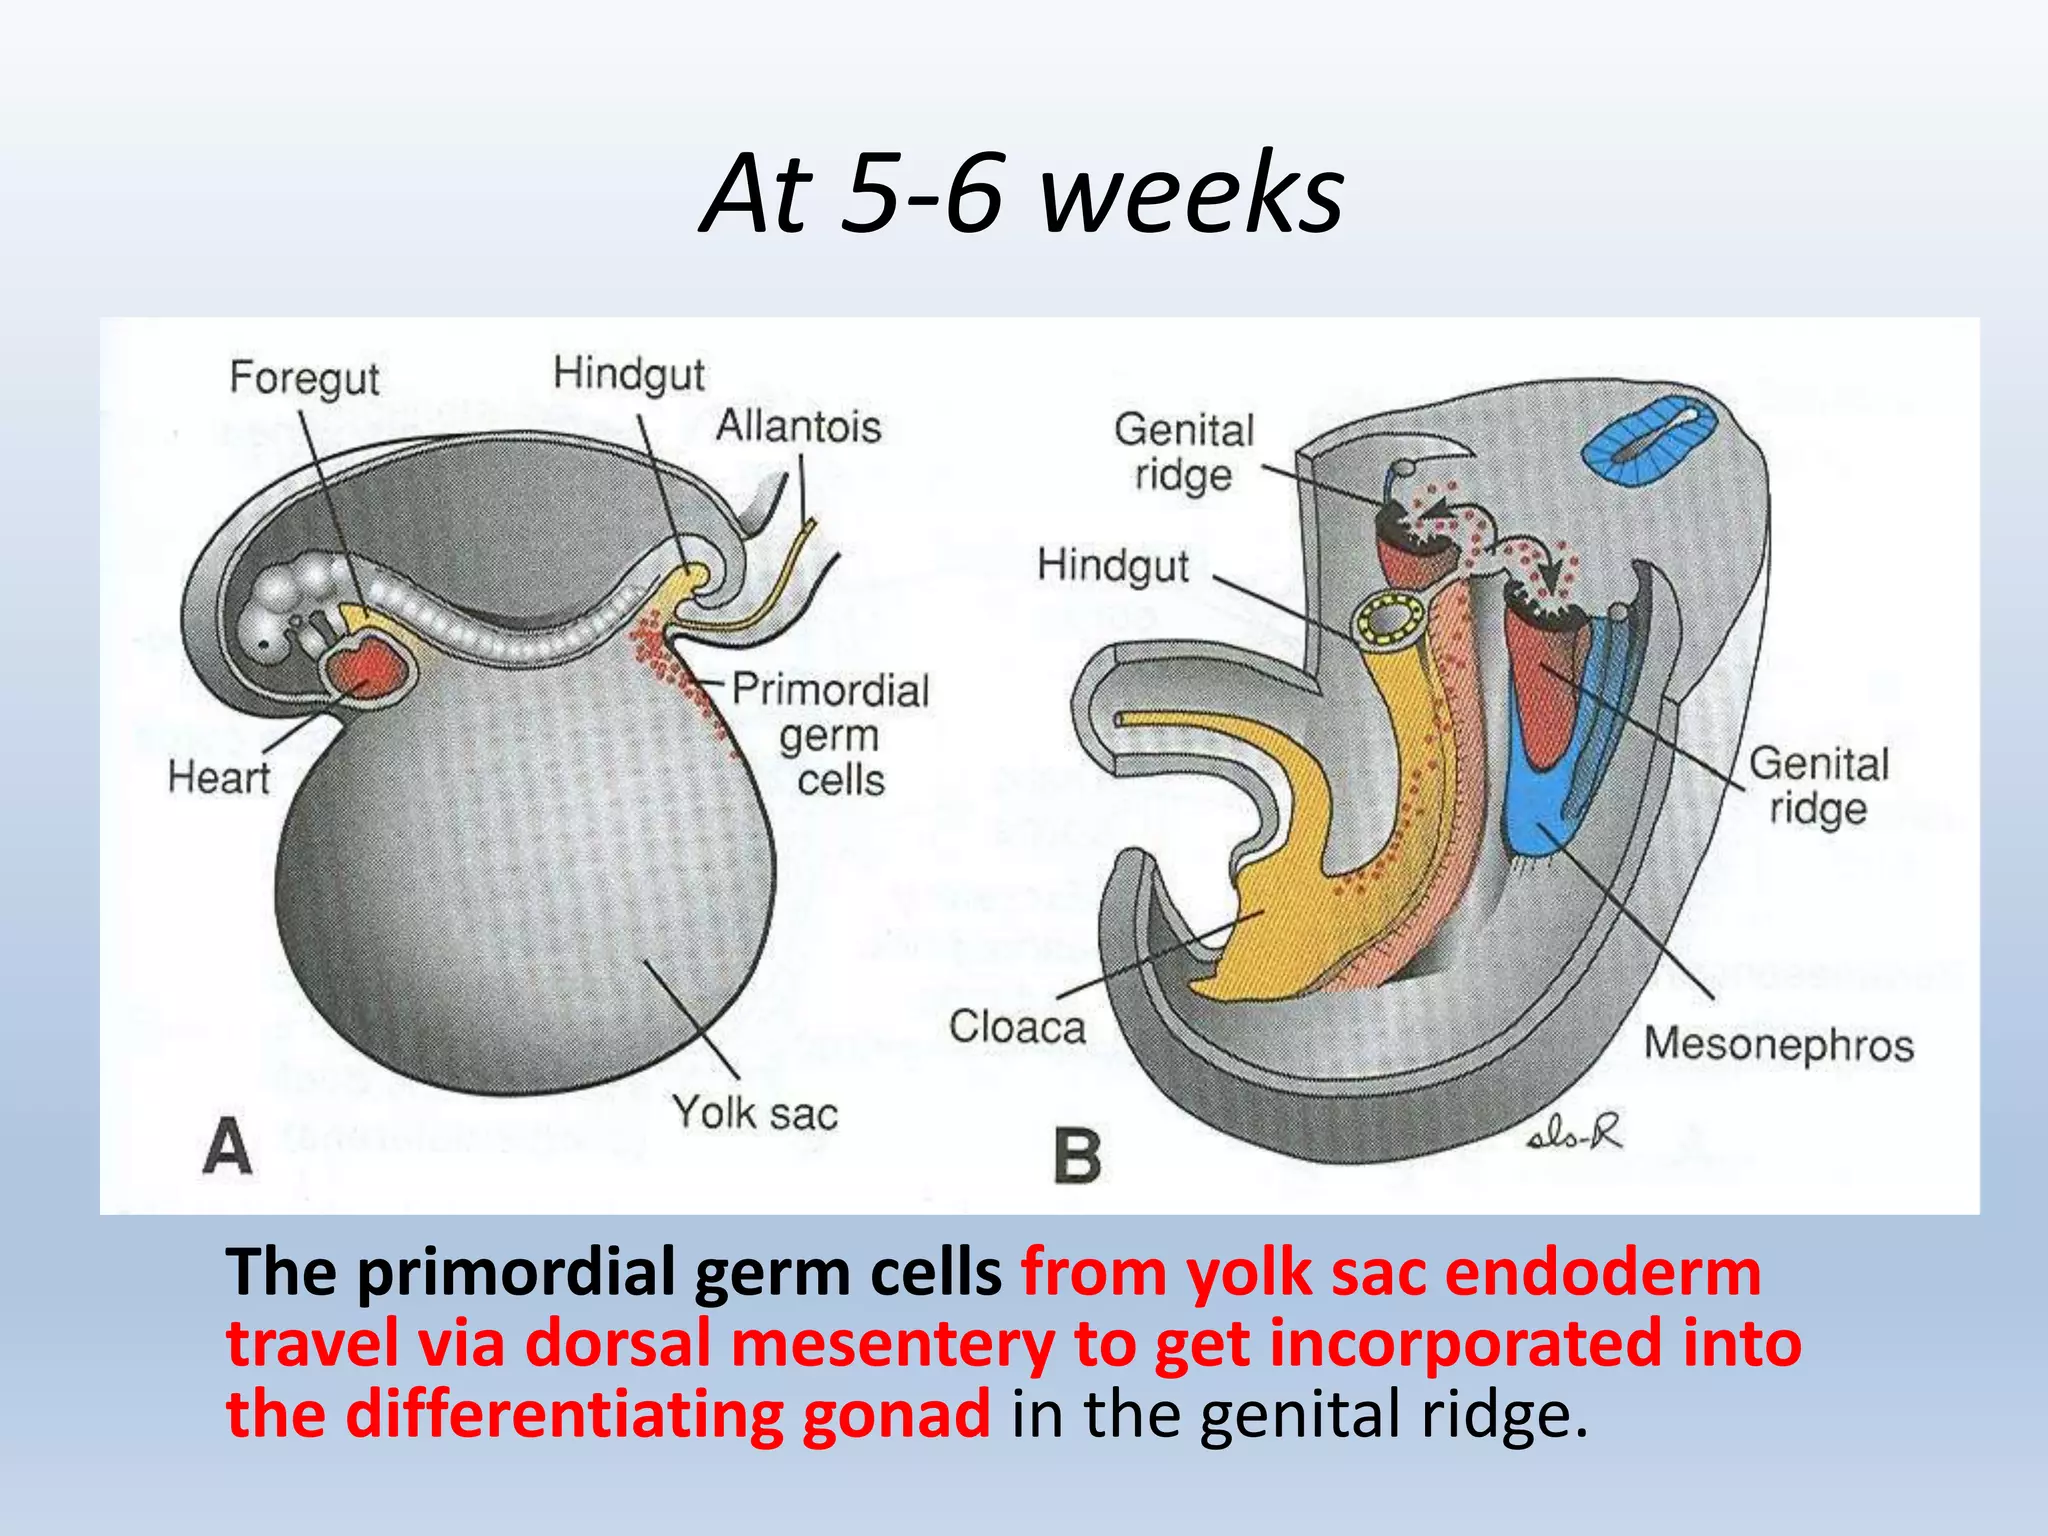 At 5-6 weeks
Foregut
Hindgut
Allantois
Primordial
germ
cells
Heart
Yolk sac
A
Genital
ridge
Hindgut
Genital
ridge
Cloaca
Mesonephros
B
sls-R
The primordial germ cells from yolk sac endoderm
travel via dorsal mesentery to get incorporated into
the differentiating gonad in the genital ridge.